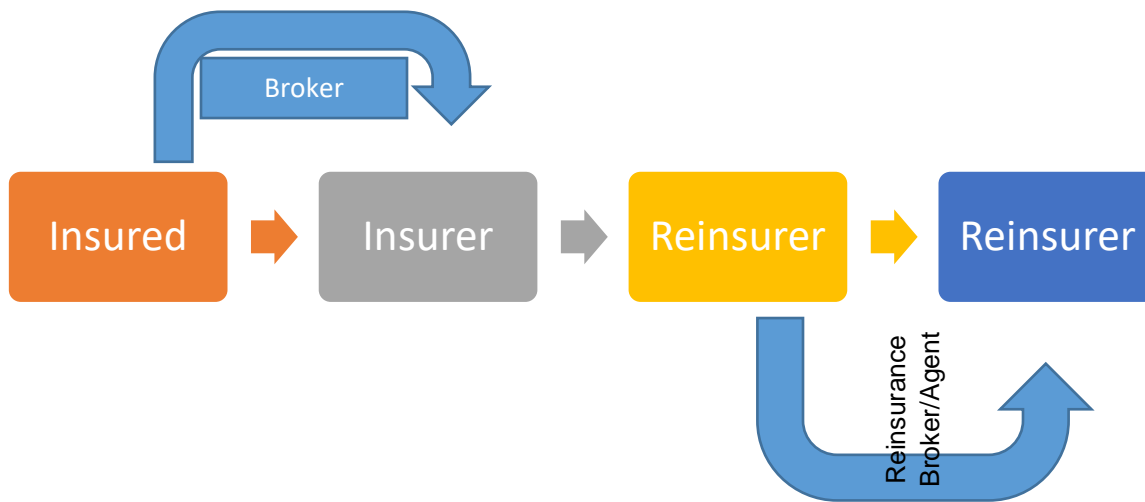 Broker
Insured
Insurer
Reinsurer
Reinsurer
Reinsurance
Broker/Agent